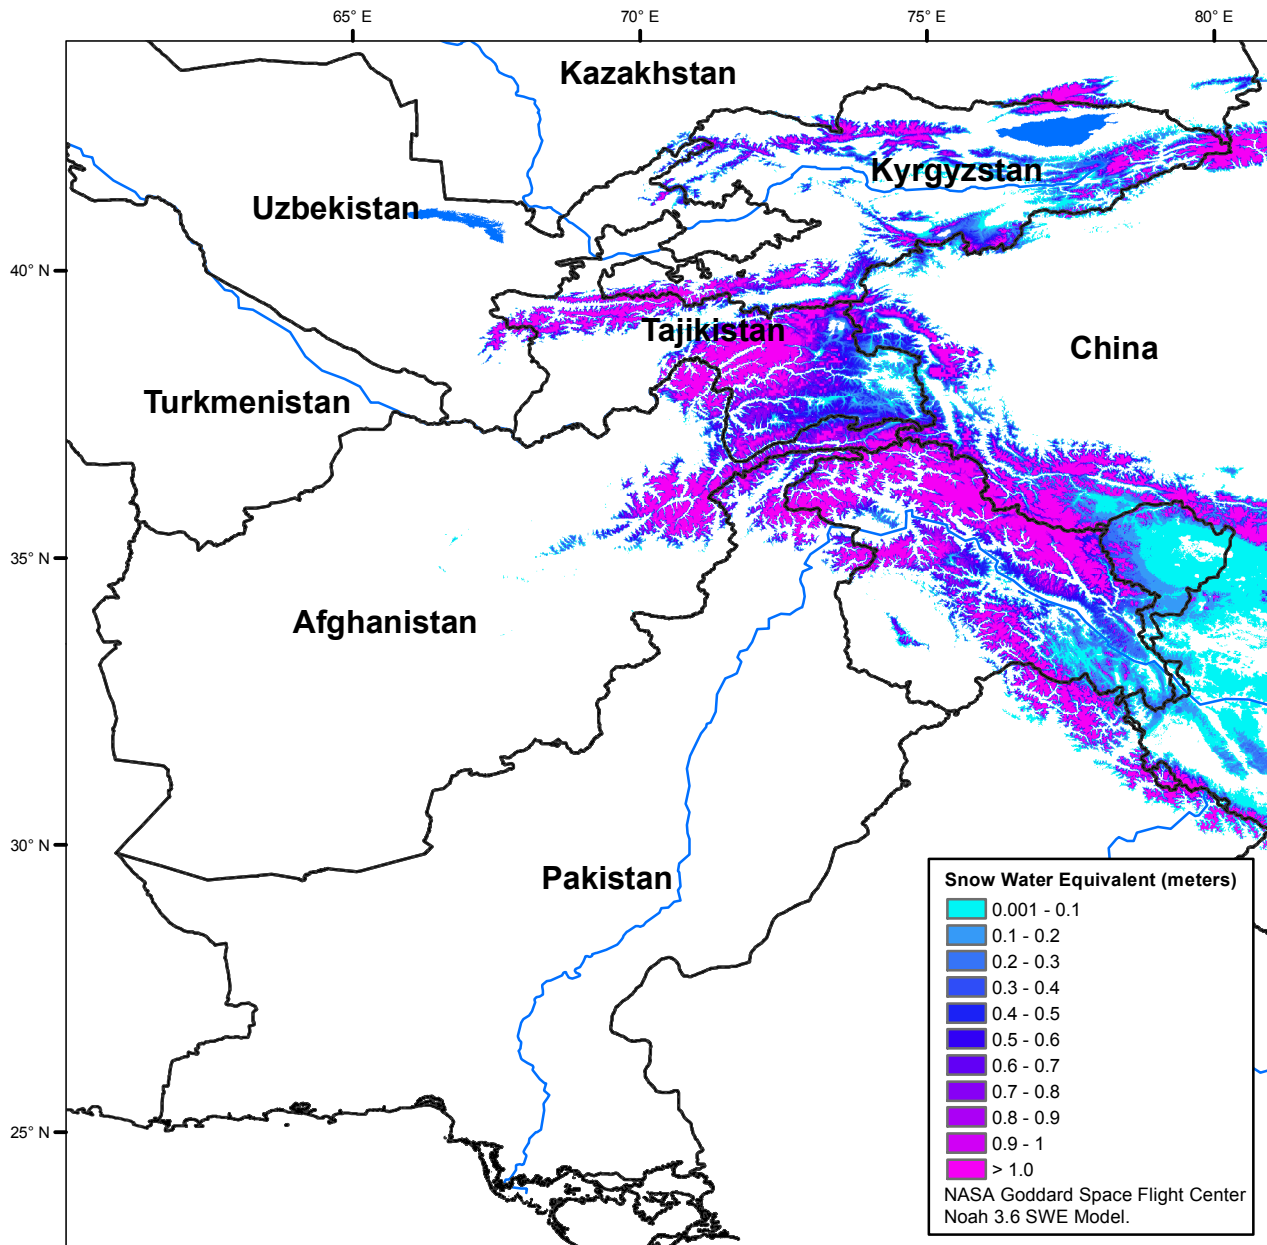 65° E
70° E
75° E
80° E
Kazakhstan
Kyrgyzstan
Uzbekistan
40° N
Tajikistan
China
Turkmenistan
35° N
Afghanistan
30° N
Pakistan
25° N
Snow Water Equivalent (meters)
0.001 - 0.1
0.1 - 0.2
0.2 - 0.3
0.3 - 0.4
0.4 - 0.5
0.5 - 0.6
0.6 - 0.7
0.7 - 0.8
0.8 - 0.9
0.9 - 1
> 1.0
NASA Goddard Space Flight Center
Noah 3.6 SWE Model.